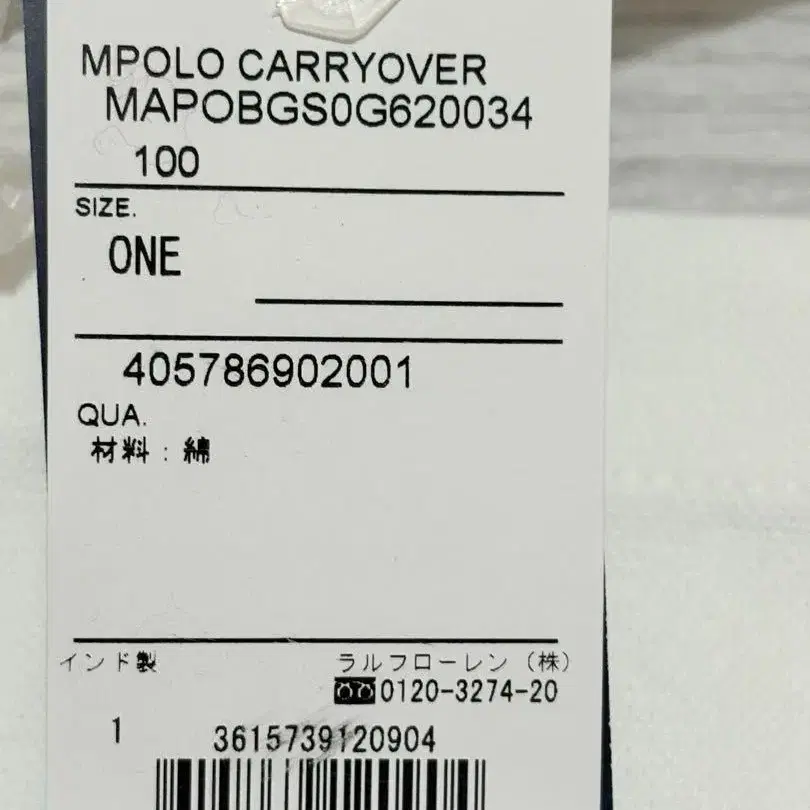 MPOLO CARRYOVER
MAPOBGS0G620034
100
SIZE.
ONE
405786902001
QUA.
材料：綿
インド製
ラルフローレン（株）
0120-3274-20
1
3615739120904